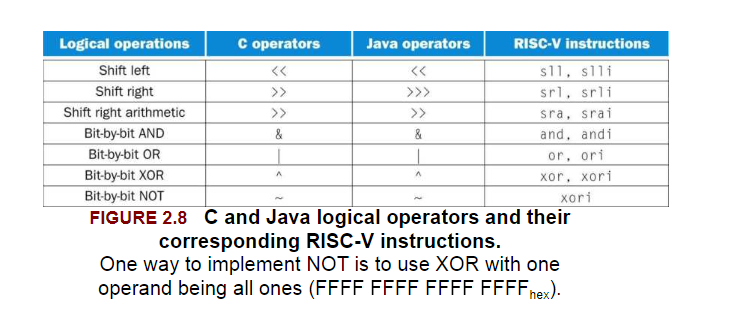 Logical operations C operators Java operators RISC-V instructions
Shift left << << sll, slli
Shift right >> >>> srl, srli
Shift right arithmetic >> >> sra, srai
Bit-by-bit AND & & and, andi
Bit-by-bit OR | | or, ori
Bit-by-bit XOR ^ ^ xor, xori
Bit-by-bit NOT ~ ~ xori
FIGURE 2.8 C and Java logical operators and their
corresponding RISC-V instructions.
One way to implement NOT is to use XOR with one
operand being all ones (FFFF FFFF FFFF FFFFhex).